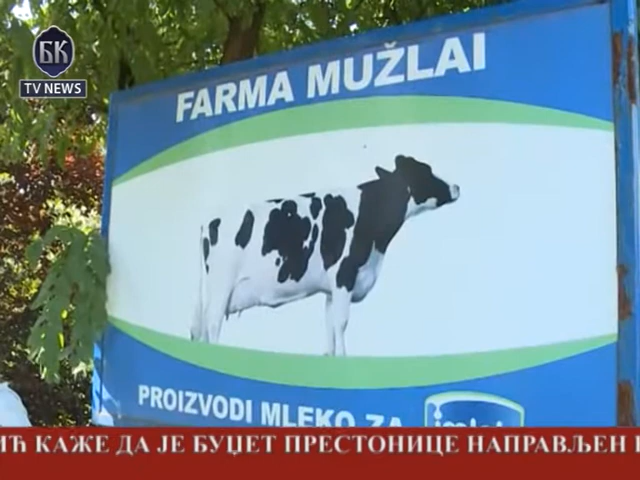 БК
TV NEWS
FARMA MUŽLAI
PROIZVODI MLEKO ZA
ИЋ КАЖЕ ДА ЈЕ БУЏЕТ ПРЕСТОНИЦЕ НАПРАВЉЕН